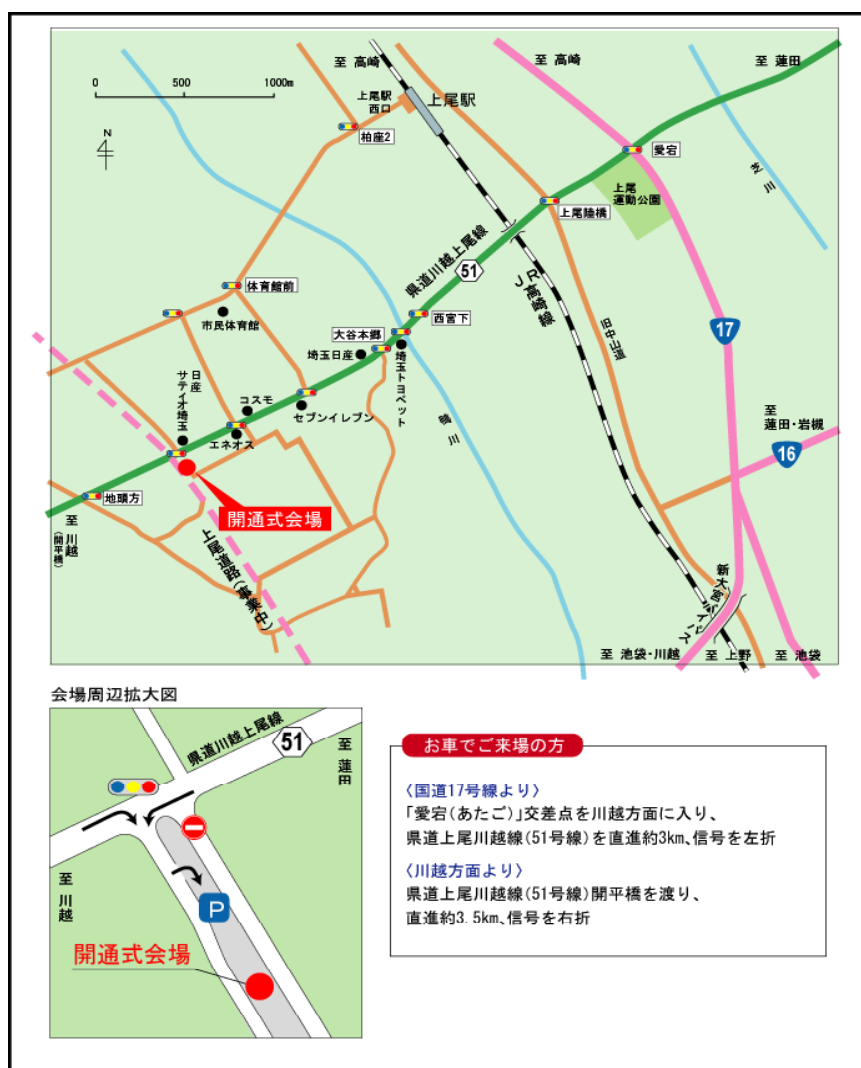 至 高崎
至 高崎
至 蓮田
0 500 1000m
上尾駅
西口
上尾駅
N
柏座2
愛宕
芝川
上尾
運動公園
上尾陸橋
県道川越上尾線
51
JR高崎線
体育館前
西宮下
旧中山道
市民体育館
大谷本郷
17
埼玉日産
埼玉トヨペット
日産
サティオ埼玉
コスモ
セブンイレブン
鴨川
至
蓮田・岩槻
エネオス
16
地頭方
開通式会場
至 川越
(開平橋)
上尾道路(事業中)
新大宮バイパス
至 池袋・川越
至 上野
至 池袋
会場周辺拡大図
県道川越上尾線
51
至 蓮田
至 川越
P
開通式会場
お車でご来場の方
〈国道17号線より〉
「愛宕(あたご)」交差点を川越方面に入り、
県道上尾川越線(51号線)を直進約3km、信号を左折
〈川越方面より〉
県道上尾川越線(51号線)開平橋を渡り、
直進約3.5km、信号を右折